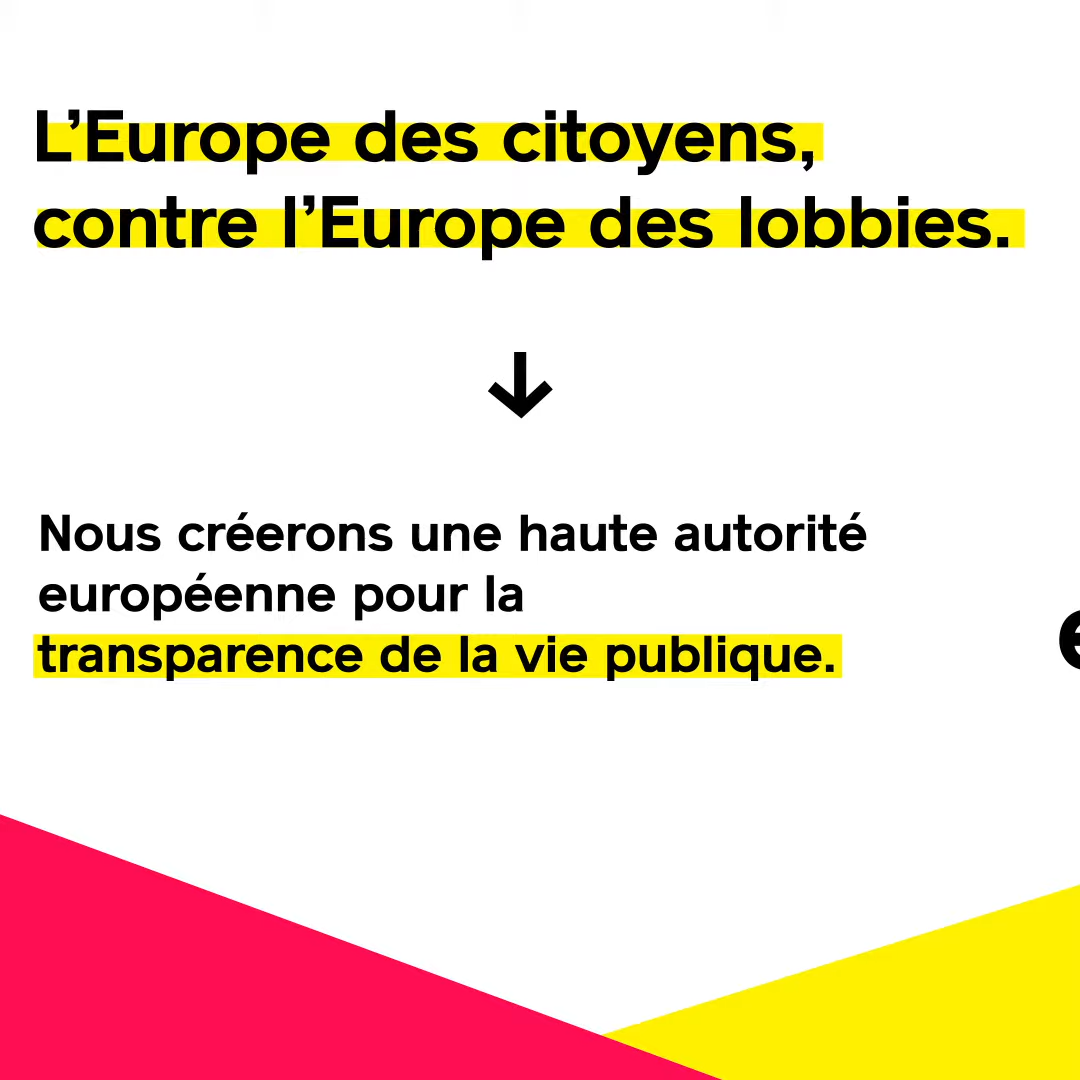 L’Europe des citoyens,
contre l’Europe des lobbies.
Nous créerons une haute autorité
européenne pour la
transparence de la vie publique.